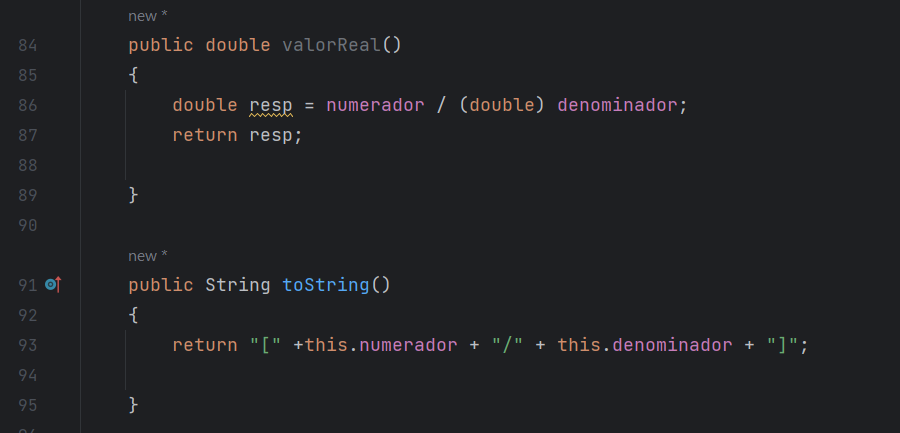 new *
84 public double valorReal()
85 {
86 double resp = numerador / (double) denominador;
87 return resp;
88
89 }
90
new *
91 public String toString()
92 {
93 return "[" +this.numerador + "/" + this.denominador + "]";
94
95 }